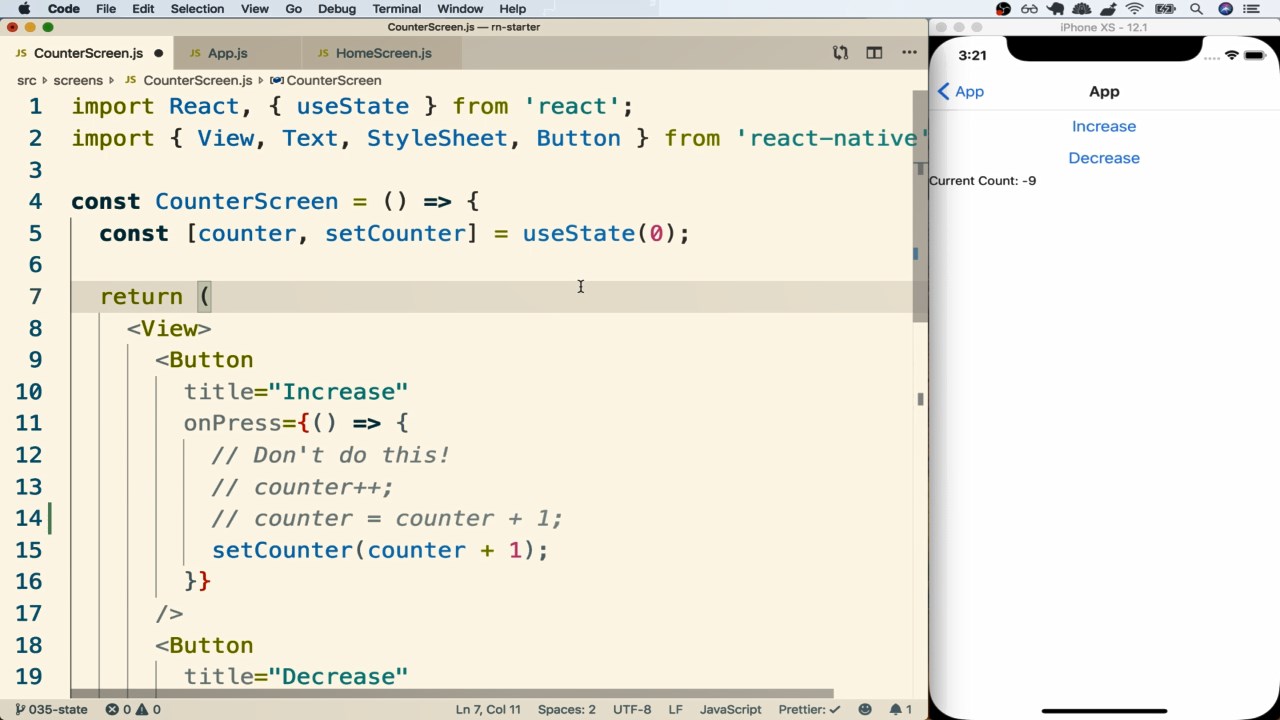 Code File Edit Selection View Go Debug Terminal Window Help
CounterScreen.js — rn-starter
iPhone XS - 12.1
JS CounterScreen.js
JS App.js
JS HomeScreen.js
src screens JS CounterScreen.js CounterScreen
1 import React, { useState } from 'react';
2 import { View, Text, StyleSheet, Button } from 'react-native'
3
4 const CounterScreen = () => {
5 const [counter, setCounter] = useState(0);
6
7 return (
8 <View>
9 <Button
10 title="Increase"
11 onPress={() => {
12 // Don't do this!
13 // counter++;
14 // counter = counter + 1;
15 setCounter(counter + 1);
16 }}
17 />
18 <Button
19 title="Decrease"
035-state 0 0 Ln 7, Col 11 Spaces: 2 UTF-8 LF JavaScript Prettier: ✓ 1
3:21
App
App
Increase
Decrease
Current Count: -9